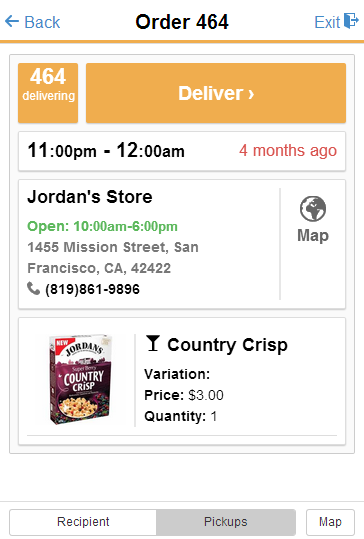 Back
Order 464
Exit
464
delivering
Deliver ›
11:00pm - 12:00am
4 months ago
Jordan's Store
Open: 10:00am-6:00pm
1455 Mission Street, San
Francisco, CA, 42422
(819)861-9896
Map
NEW
JORDANS
Super Berry
COUNTRY
CRISP
Country Crisp
Variation:
Price: $3.00
Quantity: 1
Recipient
Pickups
Map